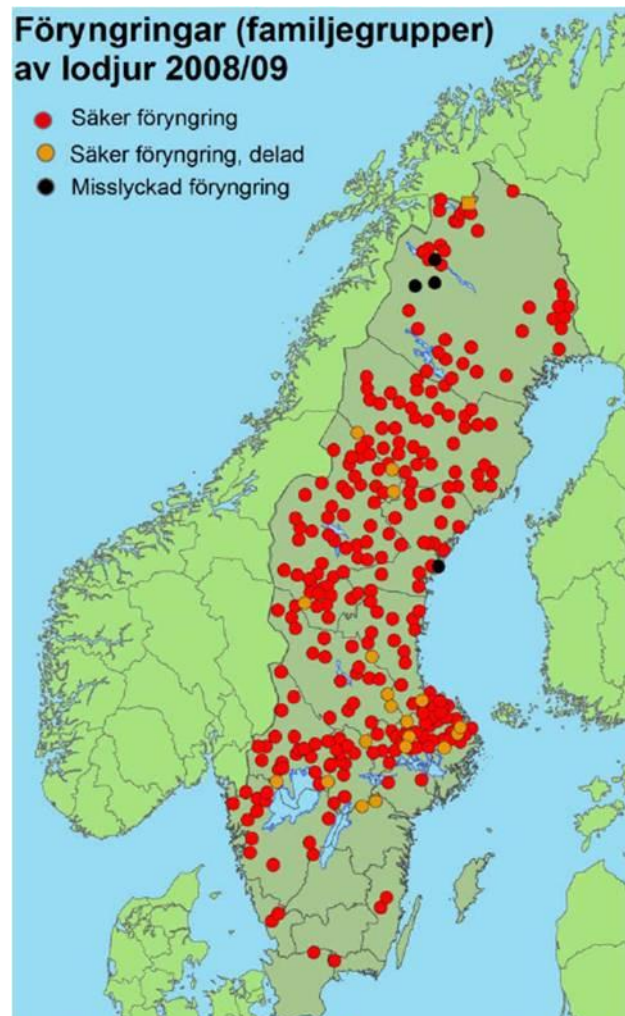 Föryngringar (familjegrupper)
av lodjur 2008/09
Säker föryngring
Säker föryngring, delad
Misslyckad föryngring